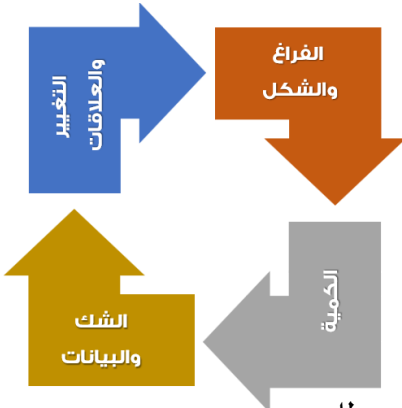 الفراغ
والشكل
التغيير
والعلاقات
الكمية
الشك
والبيانات